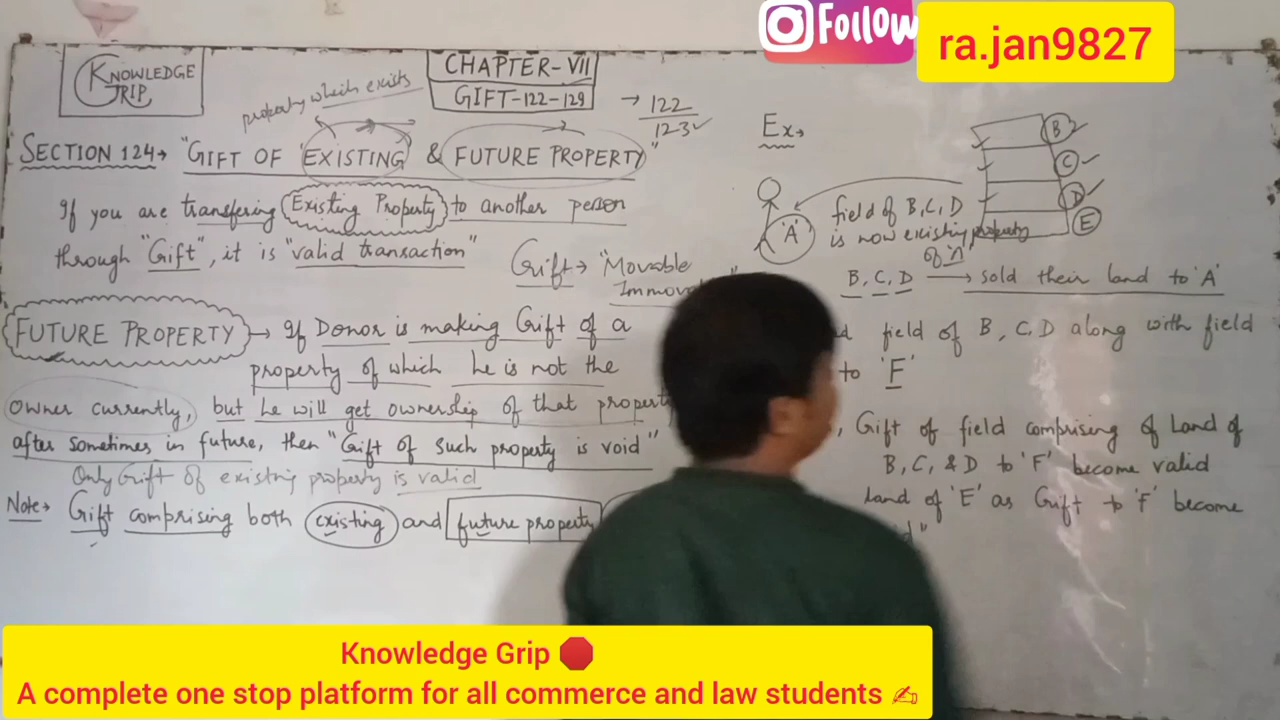 Follow
ra.jan9827
KNOWLEDGE
GRIP
CHAPTER-VII
GIFT-122-129
→ 122
123✓
property which exists
SECTION 124→ "GIFT OF 'EXISTING' & FUTURE PROPERTY"
If you are transfering Existing Property to another person
through "Gift", it is "valid transaction"
Gift → "Movable
FUTURE PROPERTY → If Donor is making Gift of a
property of which he is not the
owner currently, but he will get ownership of that property
after sometimes in future, then "Gift of such property is void"
Only Gift of existing property is valid
Note→ Gift comprising both existing and future property
Ex→
B ✓
C ✓
D ✓
E
'A'
field of B, C, D
is now existing property
of 'A'
B, C, D → sold their land to 'A'
field of B, C, D along with field
to 'F'
, Gift of field comprising of Land of
B, C, & D to 'F' become valid
land of 'E' as Gift to 'F' become
Knowledge Grip 🛑
A complete one stop platform for all commerce and law students ✍